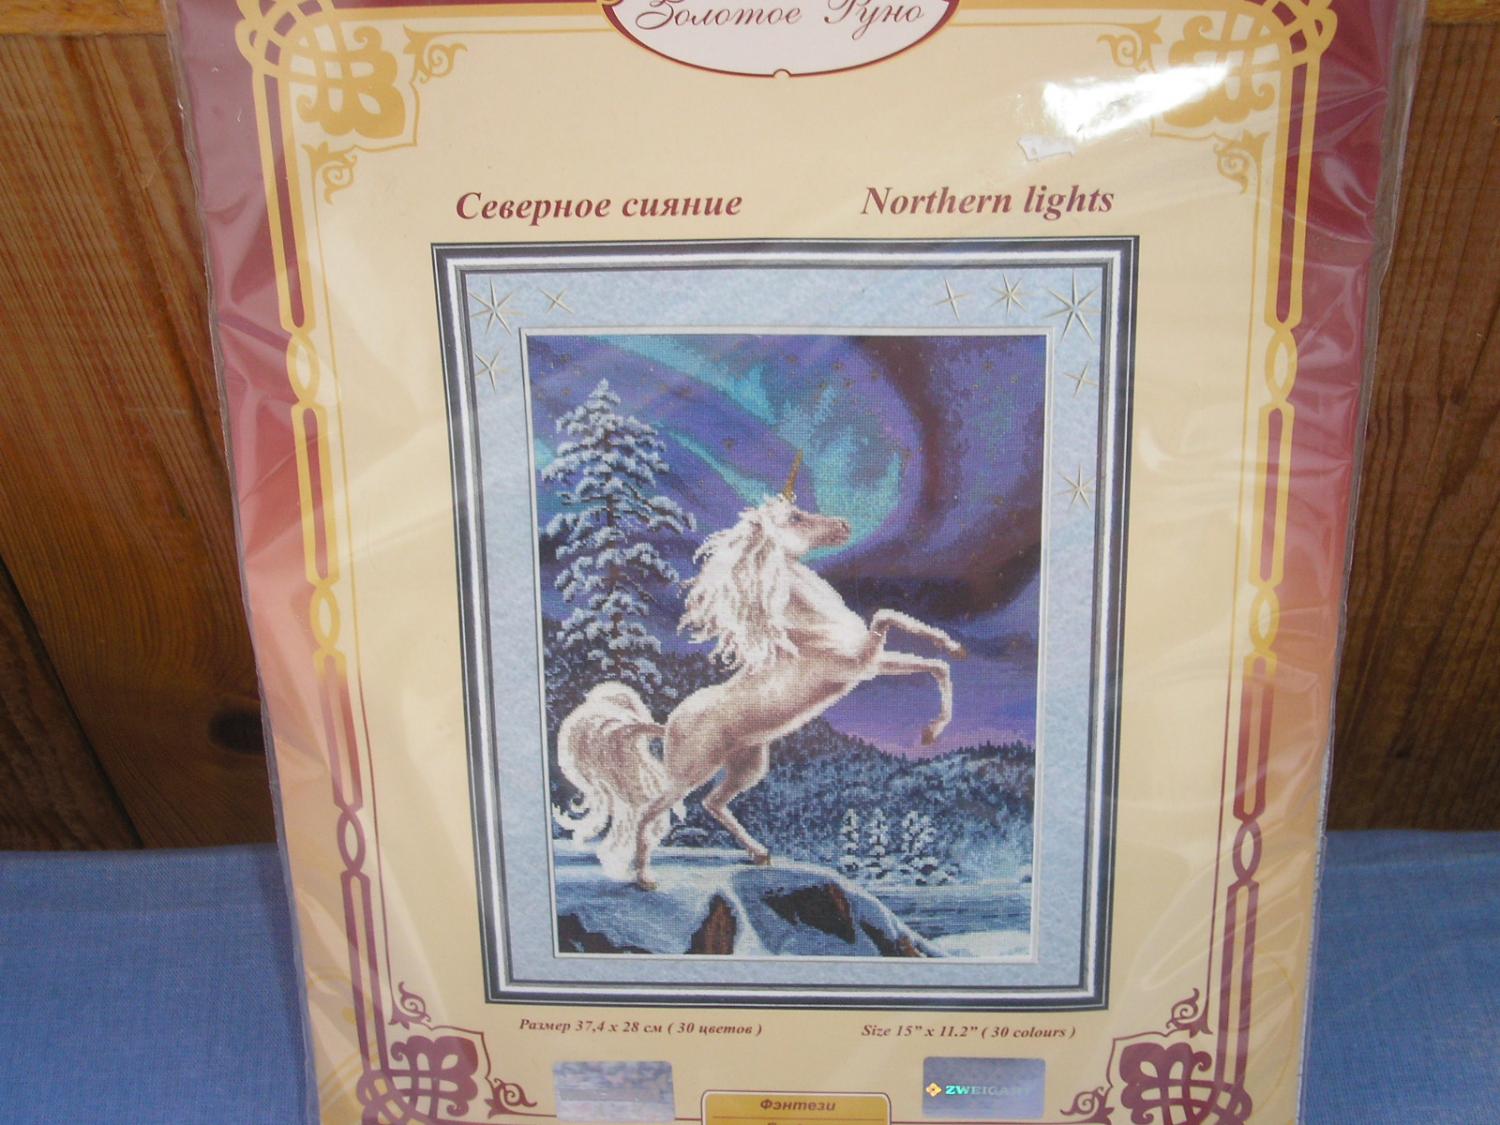 Золотое Руно
Северное сияние
Northern lights
Размер 37,4 x 28 см ( 30 цветов )
Size 15" x 11.2" ( 30 colours )
ZWEIGART
Фэнтези